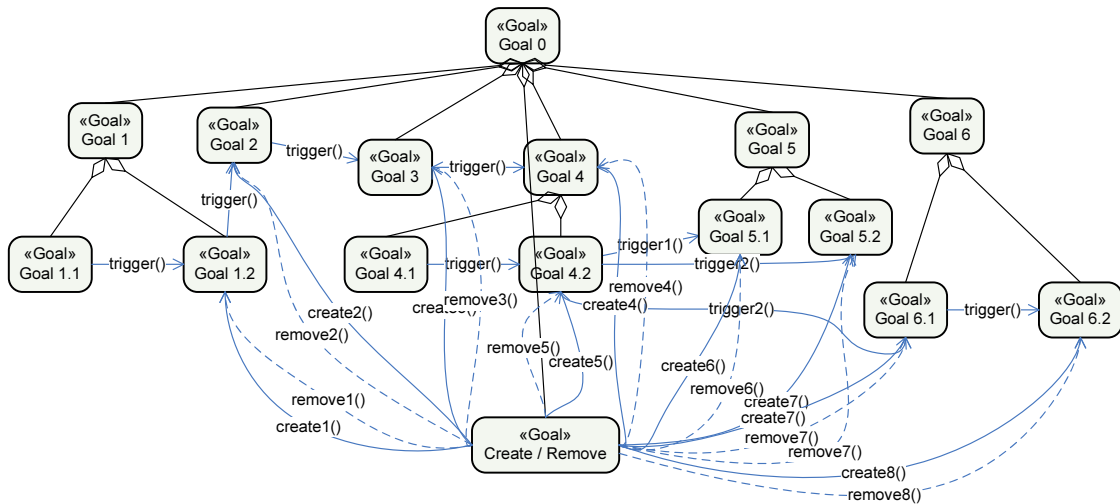 «Goal»
Goal 0
«Goal»
Goal 1
«Goal»
Goal 2
«Goal»
Goal 3
«Goal»
Goal 4
«Goal»
Goal 5
«Goal»
Goal 6
trigger()
trigger()
trigger()
«Goal»
Goal 1.1
trigger()
«Goal»
Goal 1.2
«Goal»
Goal 4.1
trigger()
«Goal»
Goal 4.2
trigger1()
trigger2()
«Goal»
Goal 5.1
«Goal»
Goal 5.2
«Goal»
Goal 6.1
trigger()
«Goal»
Goal 6.2
create2()
remove2()
remove3()
remove4()
create4()
trigger2()
remove5()
create5()
create6()
remove6()
remove1()
create1()
create7()
create7()
remove7()
remove7()
create8()
remove8()
«Goal»
Create / Remove